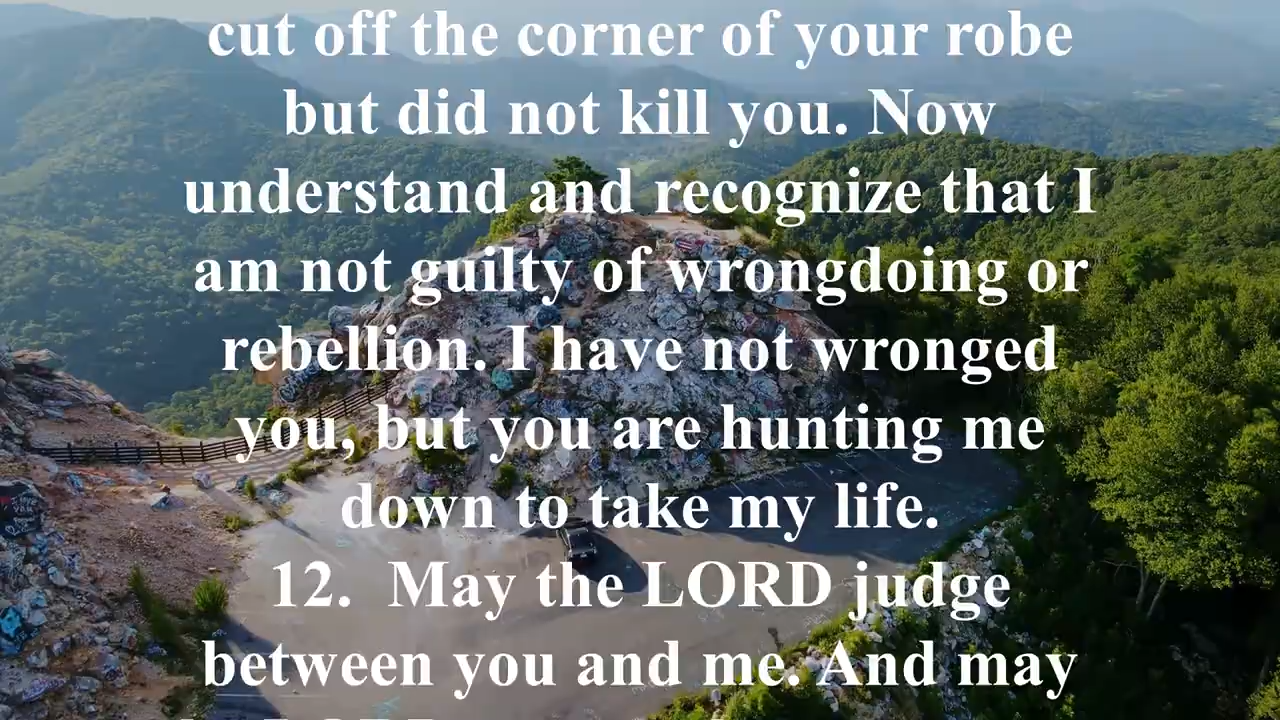 cut off the corner of your robe
but did not kill you. Now
understand and recognize that I
am not guilty of wrongdoing or
rebellion. I have not wronged
you, but you are hunting me
down to take my life.
12. May the LORD judge
between you and me. And may
LORD